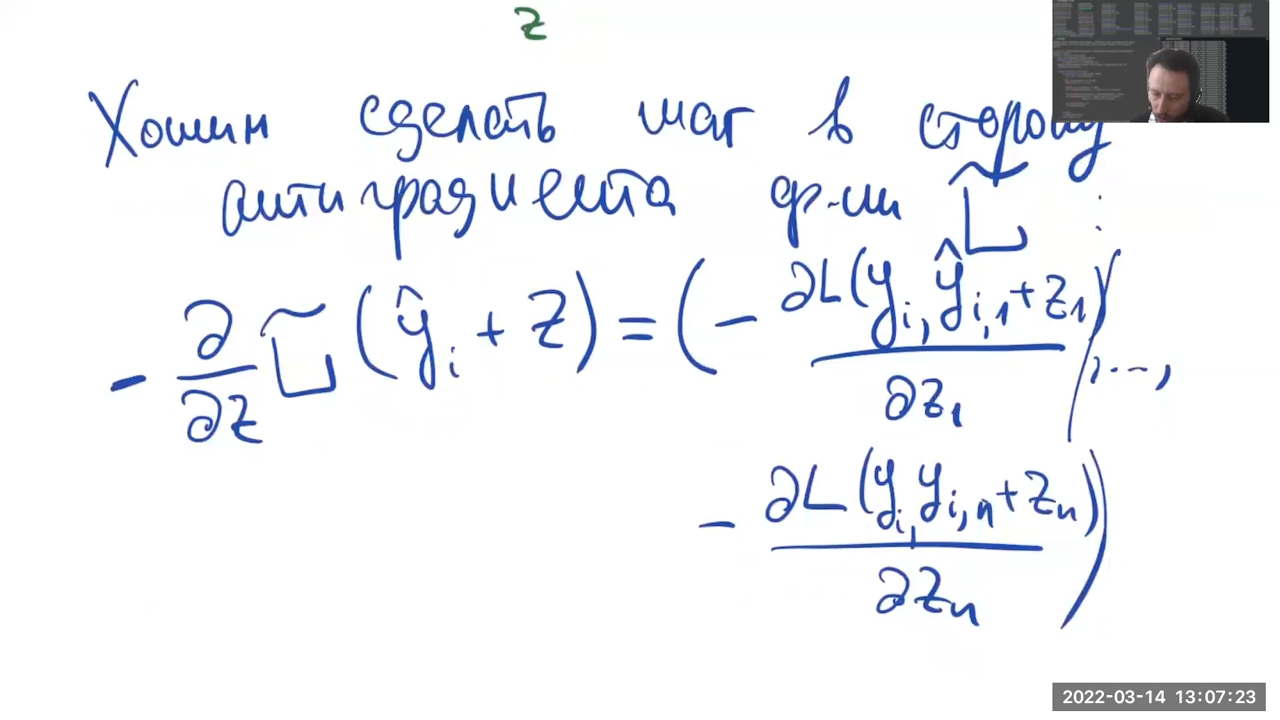 z
Хотим сделать шаг в сторону
антиградиента ф-ии L̃ :
- ∂/∂z L̃ (ŷ_i + z) = (- ∂L(y_i, ŷ_{i,1} + z_1)/∂z_1 , ...,
- ∂L(y_i, y_{i,n} + z_n)/∂z_n )
2022-03-14 13:07:23